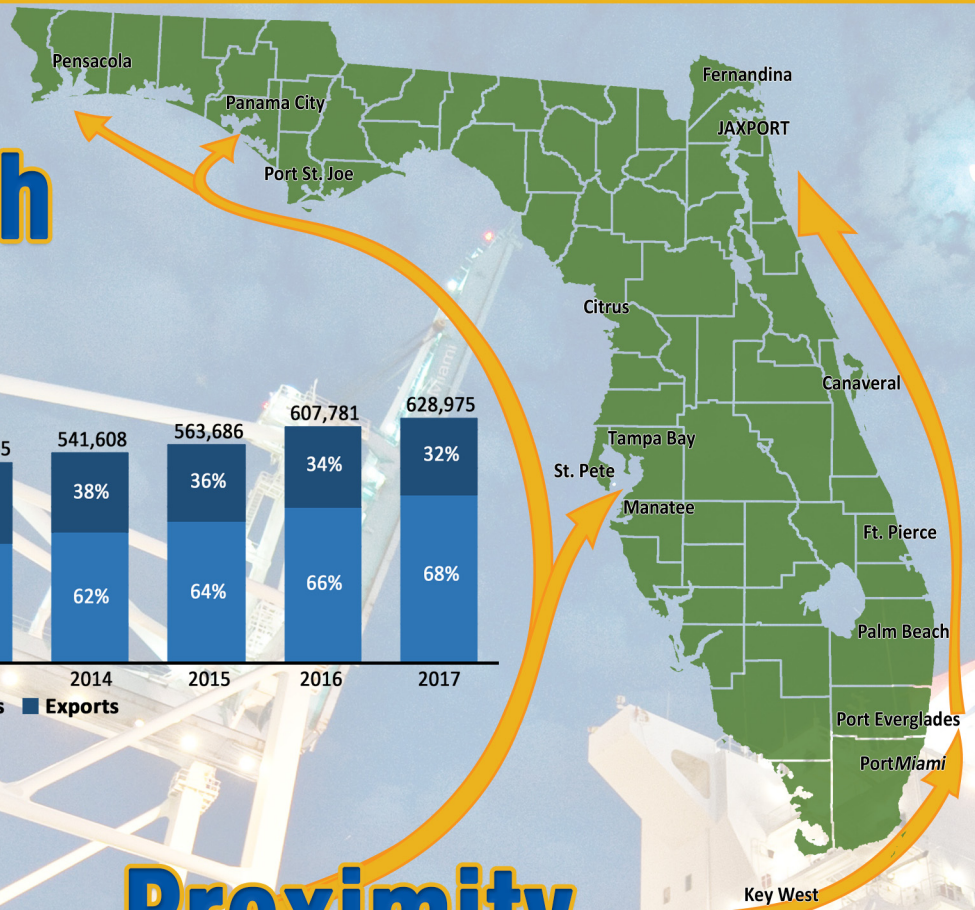 Pensacola
Fernandina
Panama City
JAXPORT
Port St. Joe
h
Citrus
Canaveral
Miami
628,975
607,781
563,686
541,608
5
32%
34%
36%
38%
68%
66%
64%
62%
Tampa Bay
St. Pete
Manatee
Ft. Pierce
Palm Beach
2014 2015 2016 2017
s Exports
Port Everglades
PortMiami
Proximity
Key West